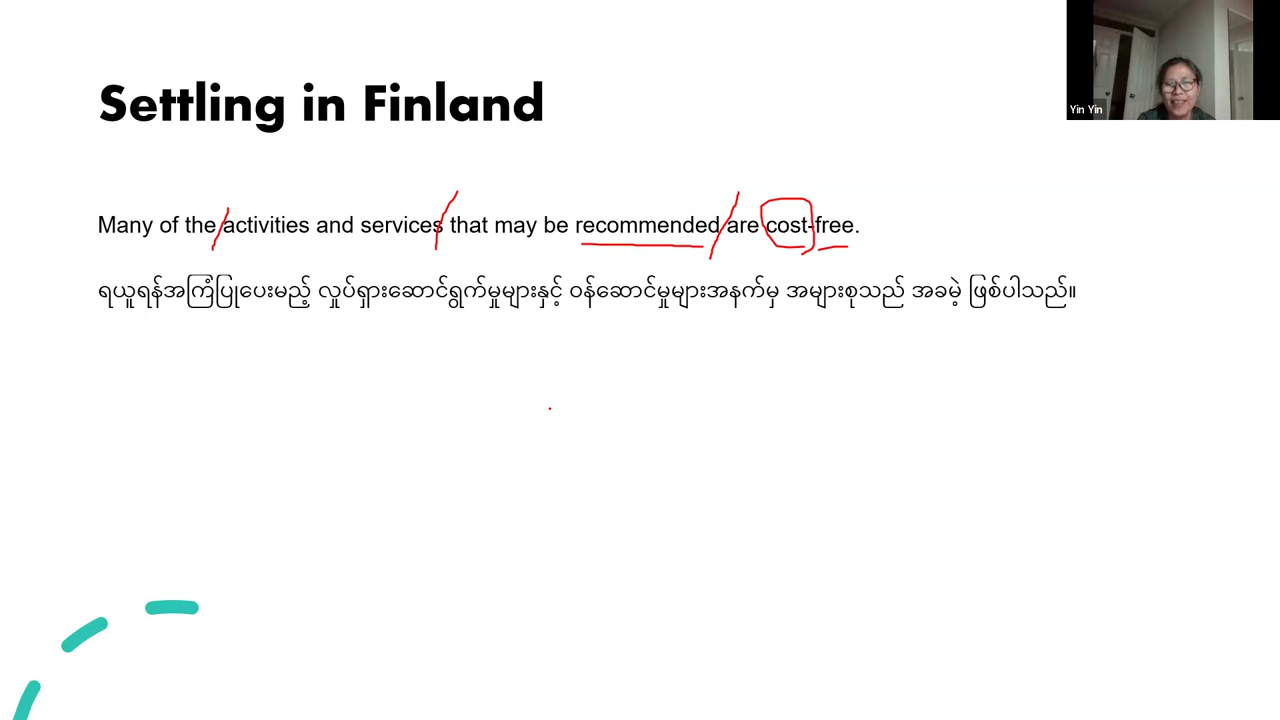 Settling in Finland
Yin Yin
Many of the activities and services that may be recommended are cost-free.
ရယူရန်အကြံပြုပေးမည့် လှုပ်ရှားဆောင်ရွက်မှုများနှင့် ဝန်ဆောင်မှုများအနက်မှ အများစုသည် အခမဲ့ ဖြစ်ပါသည်။